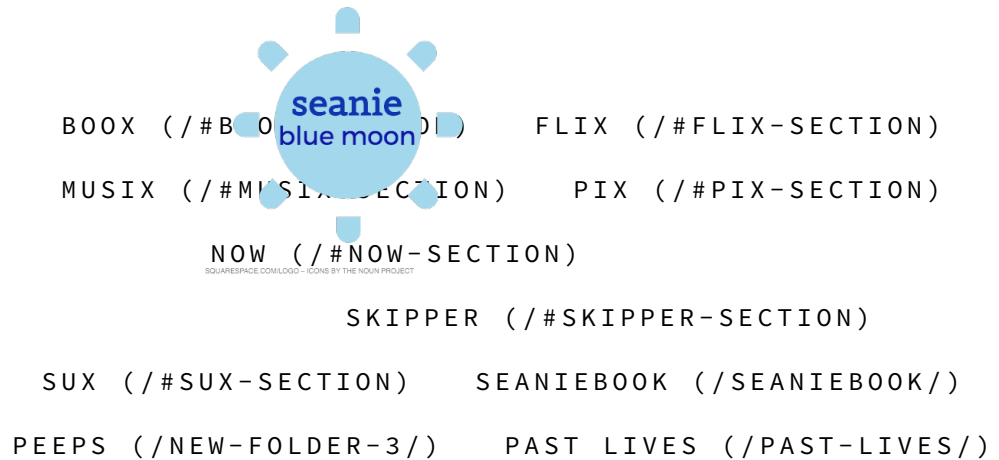 seanie
blue moon
BOOX (/#B O O) FLIX (/#FLIX-SECTION)
MUSIX (/#MUSIX-SECTION) PIX (/#PIX-SECTION)
NOW (/#NOW-SECTION)
SQUARESPACE.COM/LOGO – ICONS BY THE NOUN PROJECT
SKIPPER (/#SKIPPER-SECTION)
SUX (/#SUX-SECTION) SEANIEBOOK (/SEANIEBOOK/)
PEEPS (/NEW-FOLDER-3/) PAST LIVES (/PAST-LIVES/)